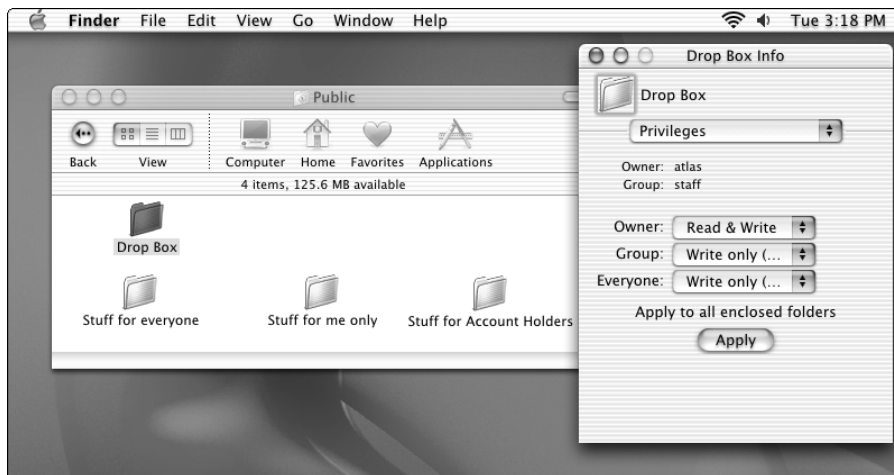 Finder File Edit View Go Window Help Tue 3:18 PM
Public
Back View Computer Home Favorites Applications
4 items, 125.6 MB available
Drop Box
Stuff for everyone Stuff for me only Stuff for Account Holders
Drop Box Info
Drop Box
Privileges
Owner: atlas
Group: staff
Owner: Read & Write
Group: Write only (...
Everyone: Write only (...
Apply to all enclosed folders
Apply